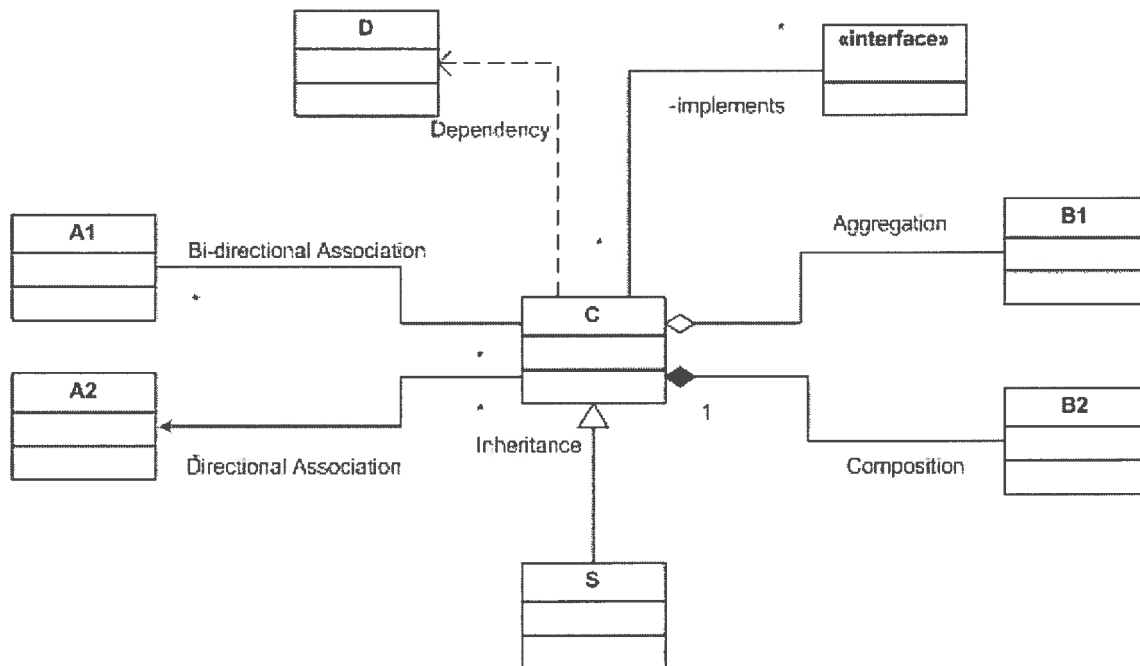 D
*
«interface»
-implements
Dependency
A1
Bi-directional Association
*
*
Aggregation
B1
C
*
A2
*
1
B2
Inheritance
*
Directional Association
Composition
S